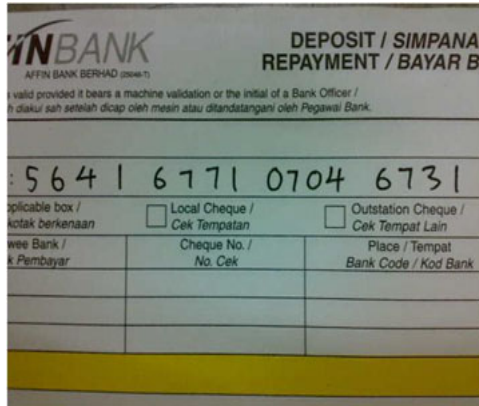 FINBANK
AFFIN BANK BERHAD (25046-T)
DEPOSIT / SIMPANA
REPAYMENT / BAYAR B
s valid provided it bears a machine validation or the initial of a Bank Officer /
h diakui sah setelah dicap oleh mesin atau ditandatangani oleh Pegawai Bank.
: 5641 6771 0704 6731
plicable box /
kotak berkenaan
Local Cheque /
Cek Tempatan
Outstation Cheque /
Cek Tempat Lain
wee Bank /
k Pembayar
Cheque No. /
No. Cek
Place / Tempat
Bank Code / Kod Bank